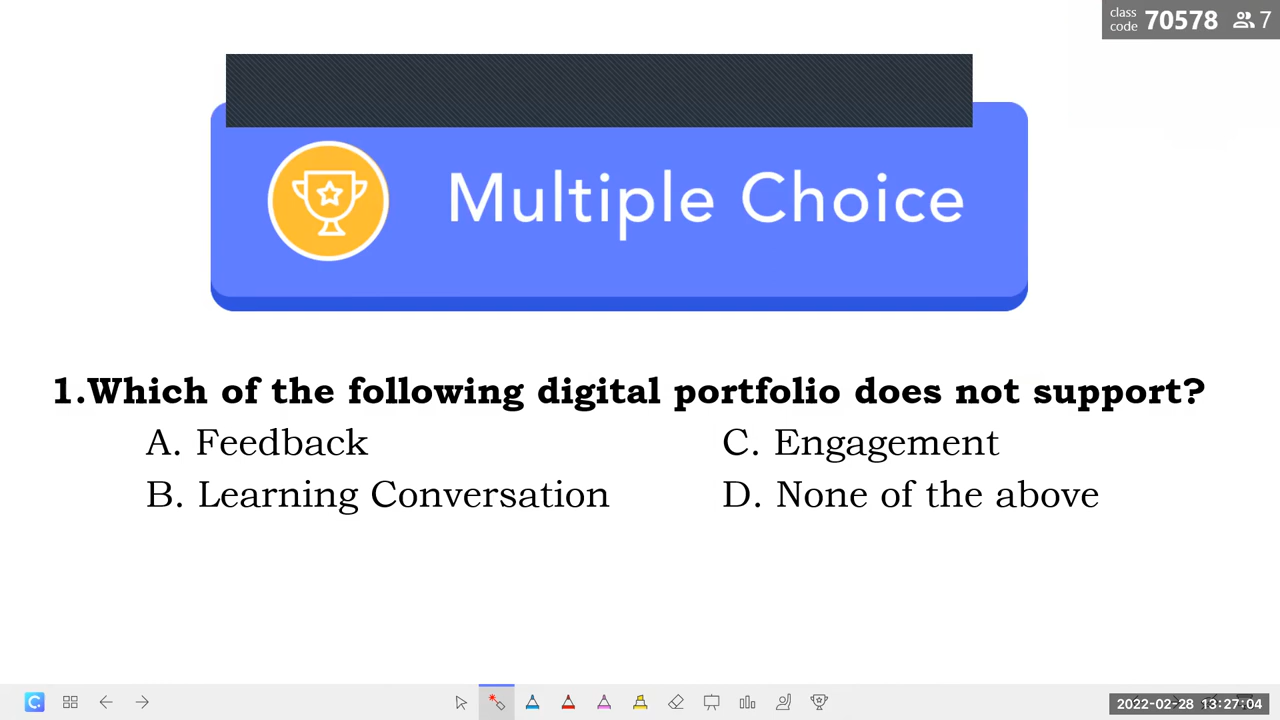 class
code 70578 7
Multiple Choice
1.Which of the following digital portfolio does not support?
A. Feedback C. Engagement
B. Learning Conversation D. None of the above
2022-02-28 13:27:04